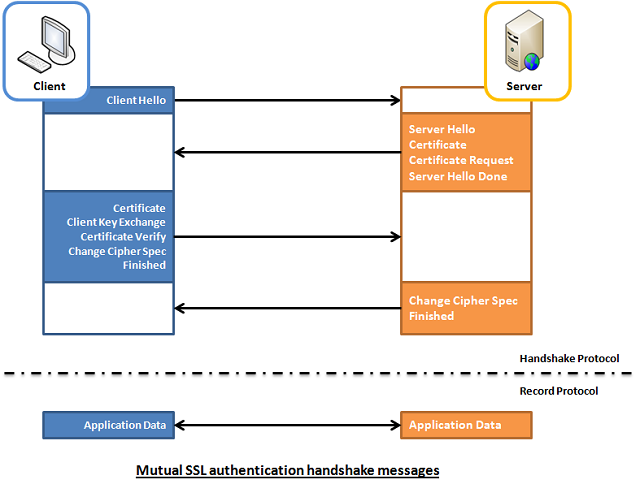 Client
Server
Client Hello
Server Hello
Certificate
Certificate Request
Server Hello Done
Certificate
Client Key Exchange
Certificate Verify
Change Cipher Spec
Finished
Change Cipher Spec
Finished
Handshake Protocol
Record Protocol
Application Data
Application Data
Mutual SSL authentication handshake messages